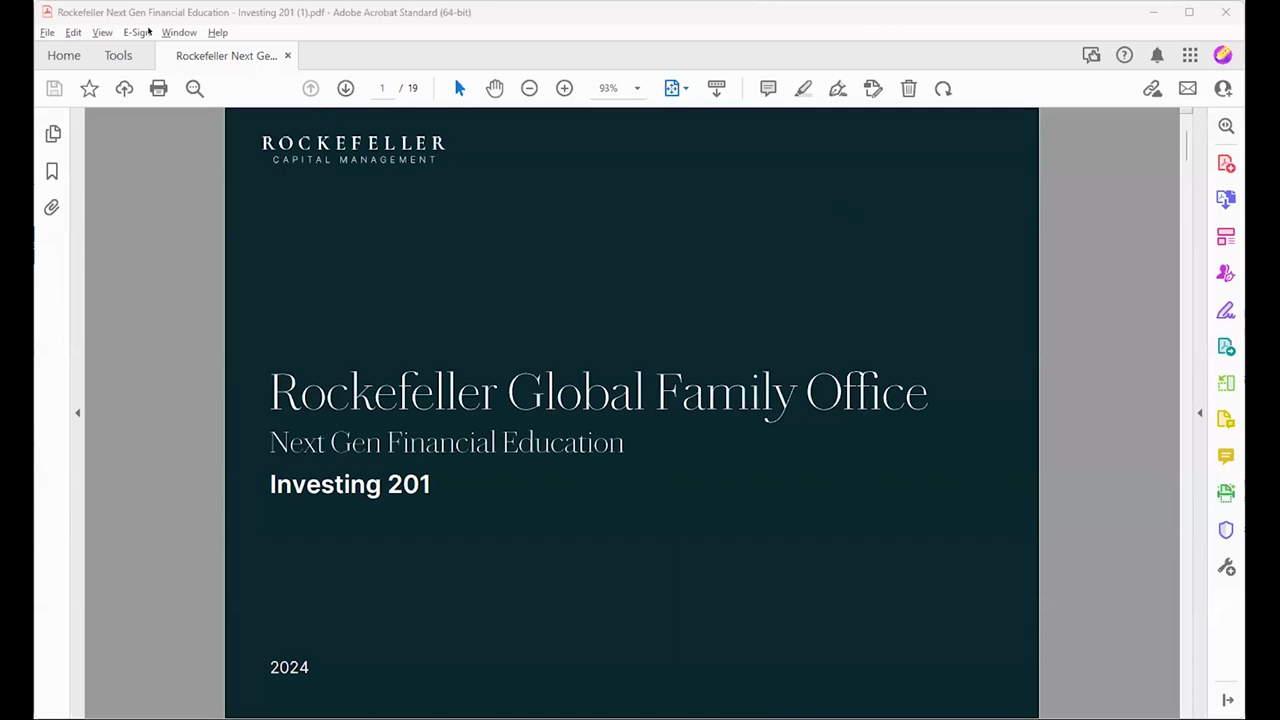 Rockefeller Next Gen Financial Education - Investing 201 (1).pdf - Adobe Acrobat Standard (64-bit)
File Edit View E-Sign Window Help
Home Tools Rockefeller Next Ge... ×
1 / 19 93%
ROCKEFELLER
CAPITAL MANAGEMENT
Rockefeller Global Family Office
Next Gen Financial Education
Investing 201
2024